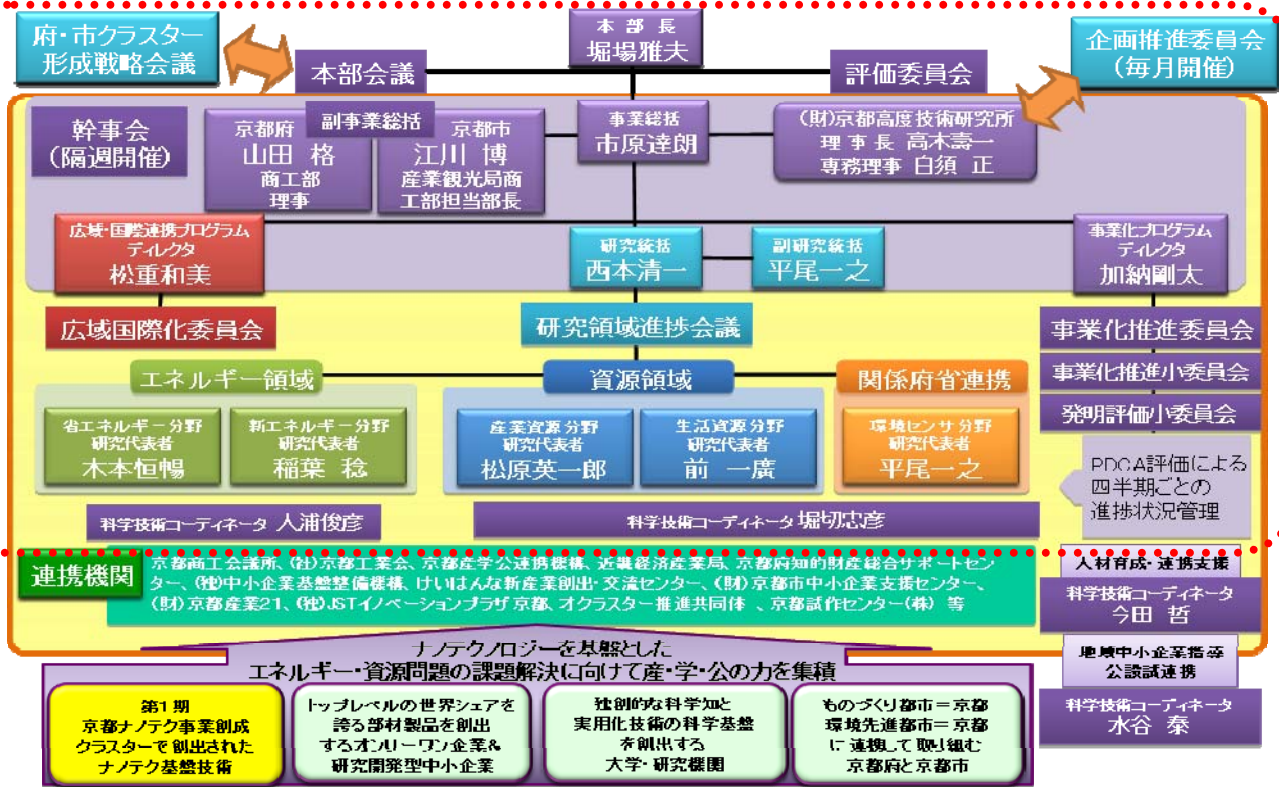 府・市クラスター
形成戦略会議
本部長
堀場雅夫
企画推進委員会
(毎月開催)
本部会議
評価委員会
幹事会
(隔週開催)
副事業総括
京都府
山田 格
商工部
理事
京都市
江川 博
産業観光局商
工部担当部長
事業総括
市原達朗
(財)京都高度技術研究所
理事長 高木壽一
専務理事 白須 正
広域・国際連携プログラム
ディレクタ
松重和美
研究統括
西本清一
副研究統括
平尾一之
事業化プログラム
ディレクタ
加納剛太
広域国際化委員会
研究領域進捗会議
事業化推進委員会
事業化推進小委員会
発明評価小委員会
エネルギー領域
資源領域
関係府省連携
省エネルギー分野
研究代表者
木本恒暢
新エネルギー分野
研究代表者
稲葉 稔
産業資源分野
研究代表者
松原英一郎
生活資源分野
研究代表者
前 一廣
環境センサ分野
研究代表者
平尾一之
PDCA評価による
四半期ごとの
進捗状況管理
科学技術コーディネータ 人浦俊彦
科学技術コーディネータ 堀切忠彦
連携機関
京都商工会議所、(社)京都工業会、京都産学公連携機構、近畿経済産業局、京都府知的財産総合サポートセン
ター、(独)中小企業基盤整備機構、けいはんな新産業創出・交流センター、(財)京都市中小企業支援センター、
(財)京都産業21、(独)JSTイノベーションプラザ京都、オクラスター推進共同体 、京都試作センター(株) 等
人材育成・連携支援
科学技術コーディネータ
今田 哲
地域中小企業指導
公設試連携
科学技術コーディネータ
水谷 泰
ナノテクノロジーを基盤とした
エネルギー・資源問題の課題解決に向けて産・学・公の力を集積
第1期
京都ナノテク事業創成
クラスターで創出された
ナノテク基盤技術
トップレベルの世界シェアを
誇る部材製品を創出
するオンリーワン企業&
研究開発型中小企業
独創的な科学知と
実用化技術の科学基盤
を創出する
大学・研究機関
ものづくり都市=京都
環境先進都市=京都
に連携して取り組む
京都府と京都市